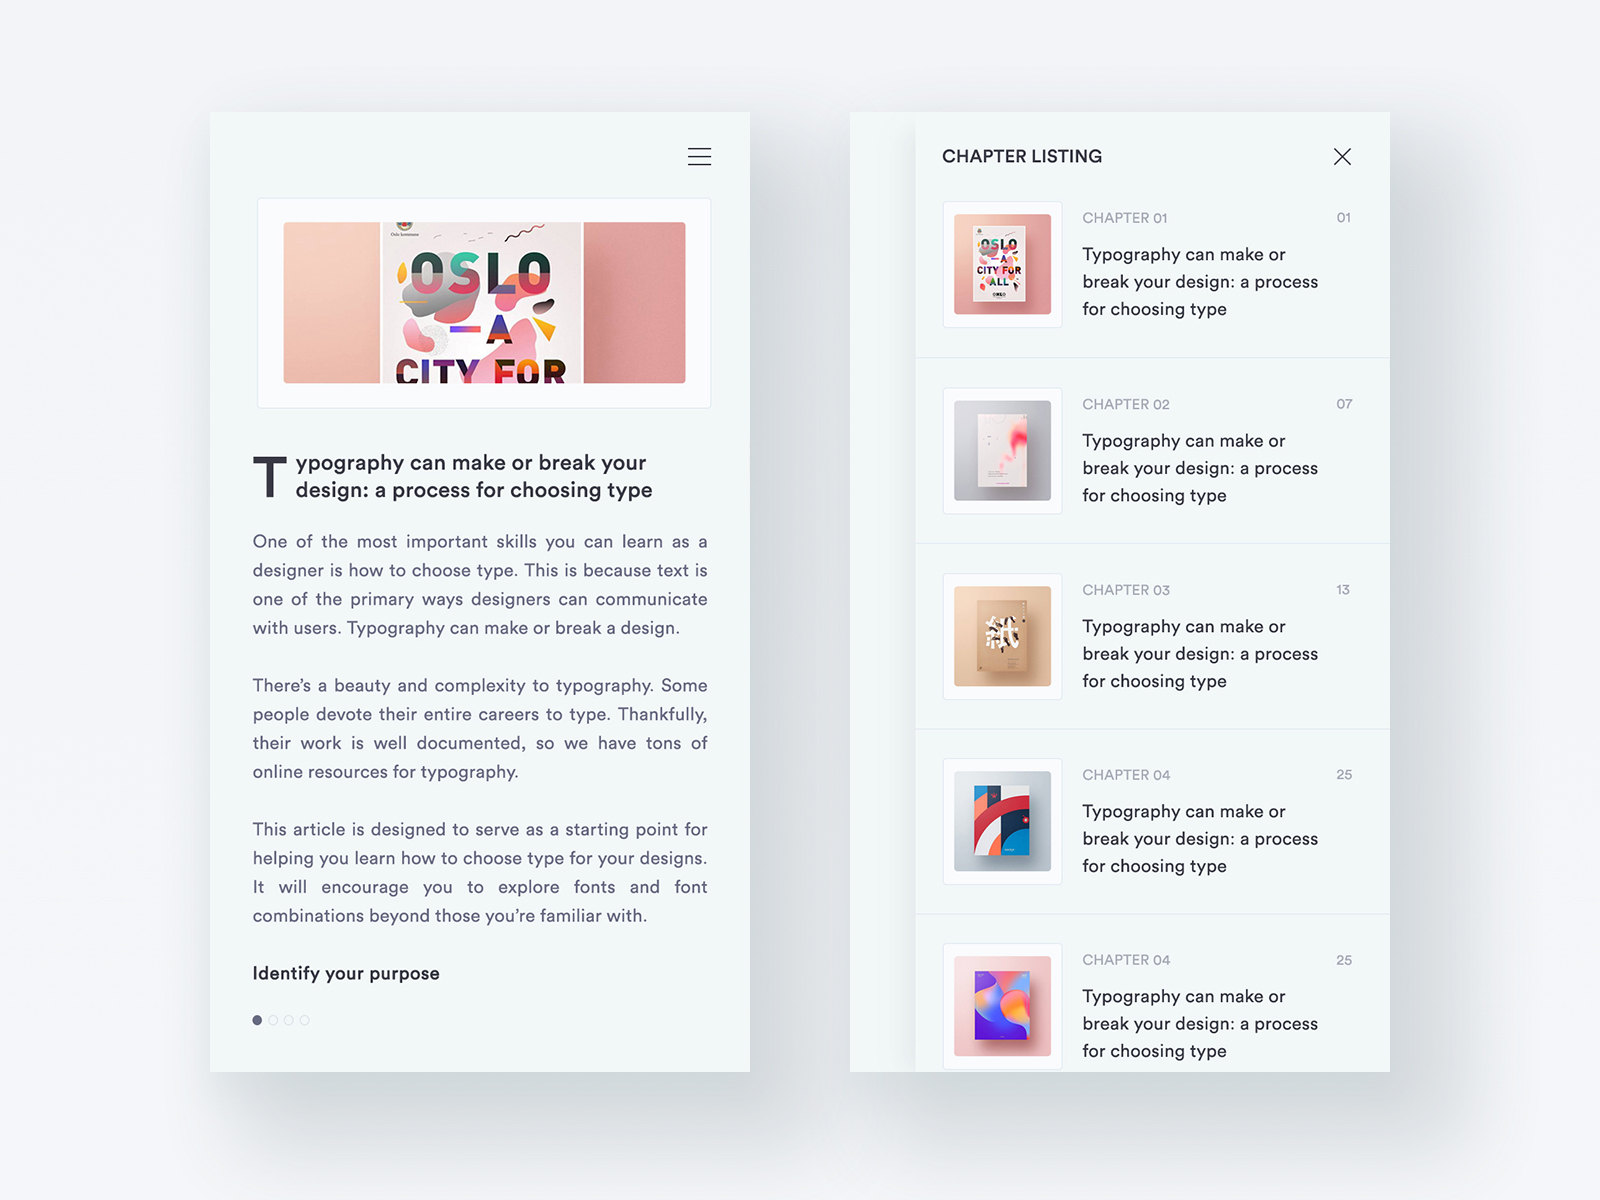 Oslo kommune
OSLO
A
CITY FOR
Typography can make or break your
design: a process for choosing type
One of the most important skills you can learn as a
designer is how to choose type. This is because text is
one of the primary ways designers can communicate
with users. Typography can make or break a design.
There’s a beauty and complexity to typography. Some
people devote their entire careers to type. Thankfully,
their work is well documented, so we have tons of
online resources for typography.
This article is designed to serve as a starting point for
helping you learn how to choose type for your designs.
It will encourage you to explore fonts and font
combinations beyond those you’re familiar with.
Identify your purpose
CHAPTER LISTING
OSLO
A
CITY FOR
ALL
OSLO
CHAPTER 01 01
Typography can make or
break your design: a process
for choosing type
CHAPTER 02 07
Typography can make or
break your design: a process
for choosing type
紙
CHAPTER 03 13
Typography can make or
break your design: a process
for choosing type
CHAPTER 04 25
Typography can make or
break your design: a process
for choosing type
CHAPTER 04 25
Typography can make or
break your design: a process
for choosing type